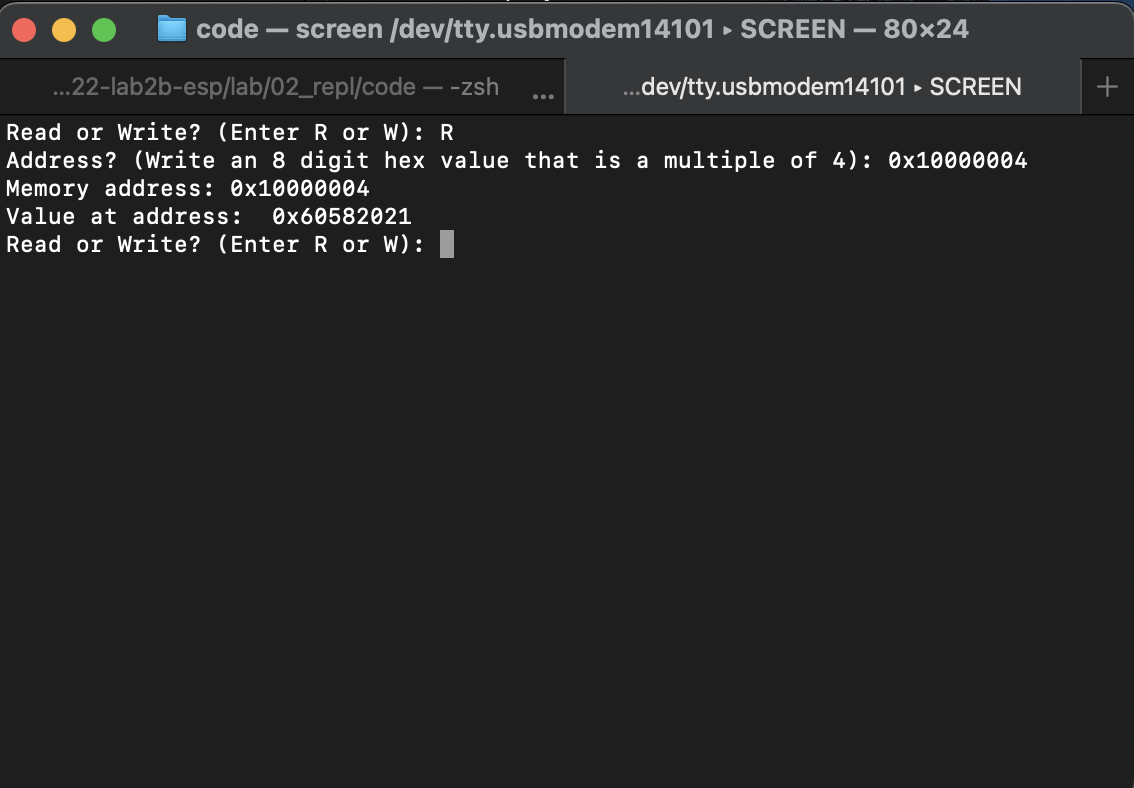 code — screen /dev/tty.usbmodem14101 ▸ SCREEN — 80×24
...22-lab2b-esp/lab/02_repl/code — -zsh ... ...dev/tty.usbmodem14101 ▸ SCREEN +
Read or Write? (Enter R or W): R
Address? (Write an 8 digit hex value that is a multiple of 4): 0x10000004
Memory address: 0x10000004
Value at address:  0x60582021
Read or Write? (Enter R or W):